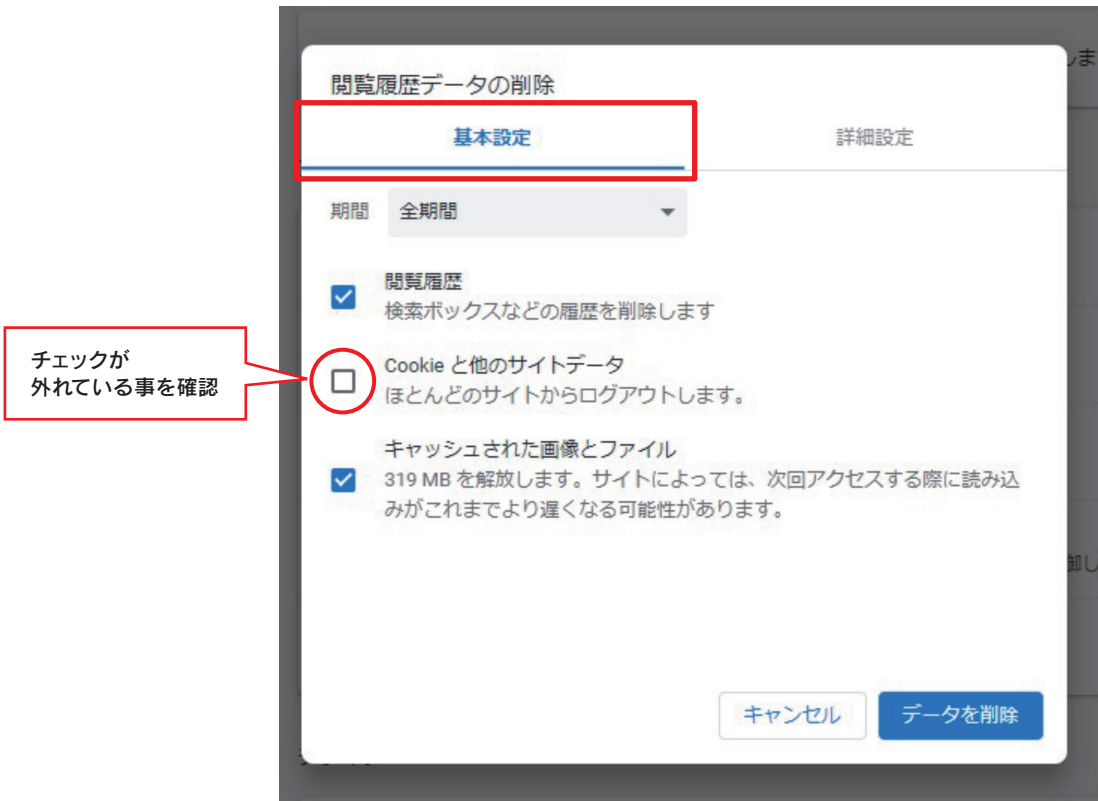 閲覧履歴データの削除
基本設定
詳細設定
期間
全期間
閲覧履歴
検索ボックスなどの履歴を削除します
チェックが
外れている事を確認
Cookie と他のサイトデータ
ほとんどのサイトからログアウトします。
キャッシュされた画像とファイル
319 MB を解放します。サイトによっては、次回アクセスする際に読み込
みがこれまでより遅くなる可能性があります。
キャンセル
データを削除